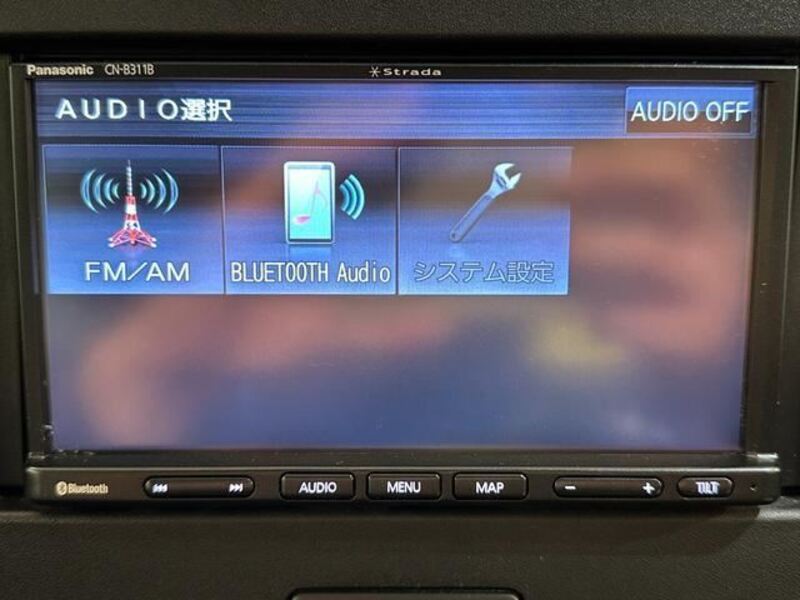 Panasonic CN-B311B Strada
AUDIO選択 AUDIO OFF
FM/AM BLUETOOTH Audio システム設定
Bluetooth AUDIO MENU MAP − + TILT